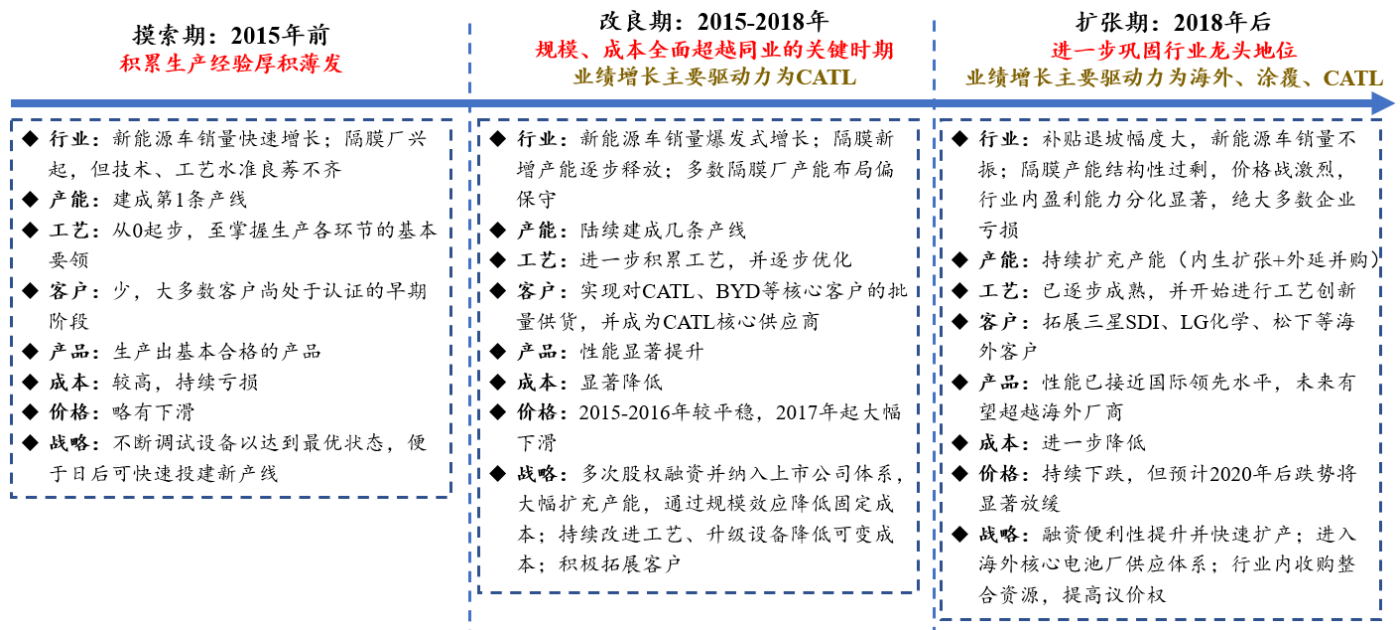 摸索期：2015年前
积累生产经验厚积薄发
◆ 行业：新能源车销量快速增长；隔膜厂兴
起，但技术、工艺水准良莠不齐
◆ 产能：建成第1条产线
◆ 工艺：从0起步，至掌握生产各环节的基本
要领
◆ 客户：少，大多数客户尚处于认证的早期
阶段
◆ 产品：生产出基本合格的产品
◆ 成本：较高，持续亏损
◆ 价格：略有下滑
◆ 战略：不断调试设备以达到最优状态，便
于日后可快速投建新产线
改良期：2015-2018年
规模、成本全面超越同业的关键时期
业绩增长主要驱动力为CATL
◆ 行业：新能源车销量爆发式增长；隔膜新
增产能逐步释放；多数隔膜厂产能布局偏
保守
◆ 产能：陆续建成几条产线
◆ 工艺：进一步积累工艺，并逐步优化
◆ 客户：实现对CATL、BYD等核心客户的批
量供货，并成为CATL核心供应商
◆ 产品：性能显著提升
◆ 成本：显著降低
◆ 价格：2015-2016年较平稳，2017年起大幅
下滑
◆ 战略：多次股权融资并纳入上市公司体系，
大幅扩充产能，通过规模效应降低固定成
本；持续改进工艺、升级设备降低可变成
本；积极拓展客户
扩张期：2018年后
进一步巩固行业龙头地位
业绩增长主要驱动力为海外、涂覆、CATL
◆ 行业：补贴退坡幅度大，新能源车销量不
振；隔膜产能结构性过剩，价格战激烈，
行业内盈利能力分化显著，绝大多数企业
亏损
◆ 产能：持续扩充产能（内生扩张+外延并购）
◆ 工艺：已逐步成熟，并开始进行工艺创新
◆ 客户：拓展三星SDI、LG化学、松下等海
外客户
◆ 产品：性能已接近国际领先水平，未来有
望超越海外厂商
◆ 成本：进一步降低
◆ 价格：持续下跌，但预计2020年后跌势将
显著放缓
◆ 战略：融资便利性提升并快速扩产；进入
海外核心电池厂供应体系；行业内收购整
合资源，提高议价权